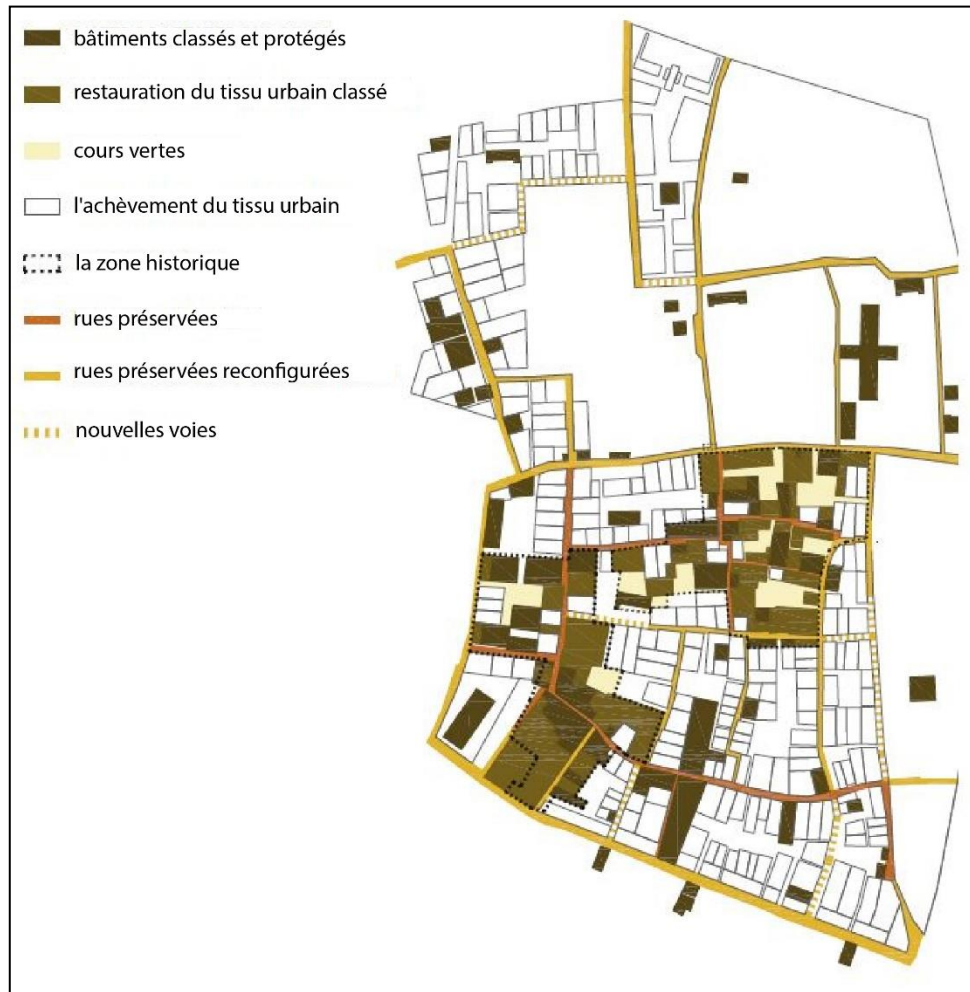 bâtiments classés et protégés
restauration du tissu urbain classé
cours vertes
l'achèvement du tissu urbain
la zone historique
rues préservées
rues préservées reconfigurées
nouvelles voies